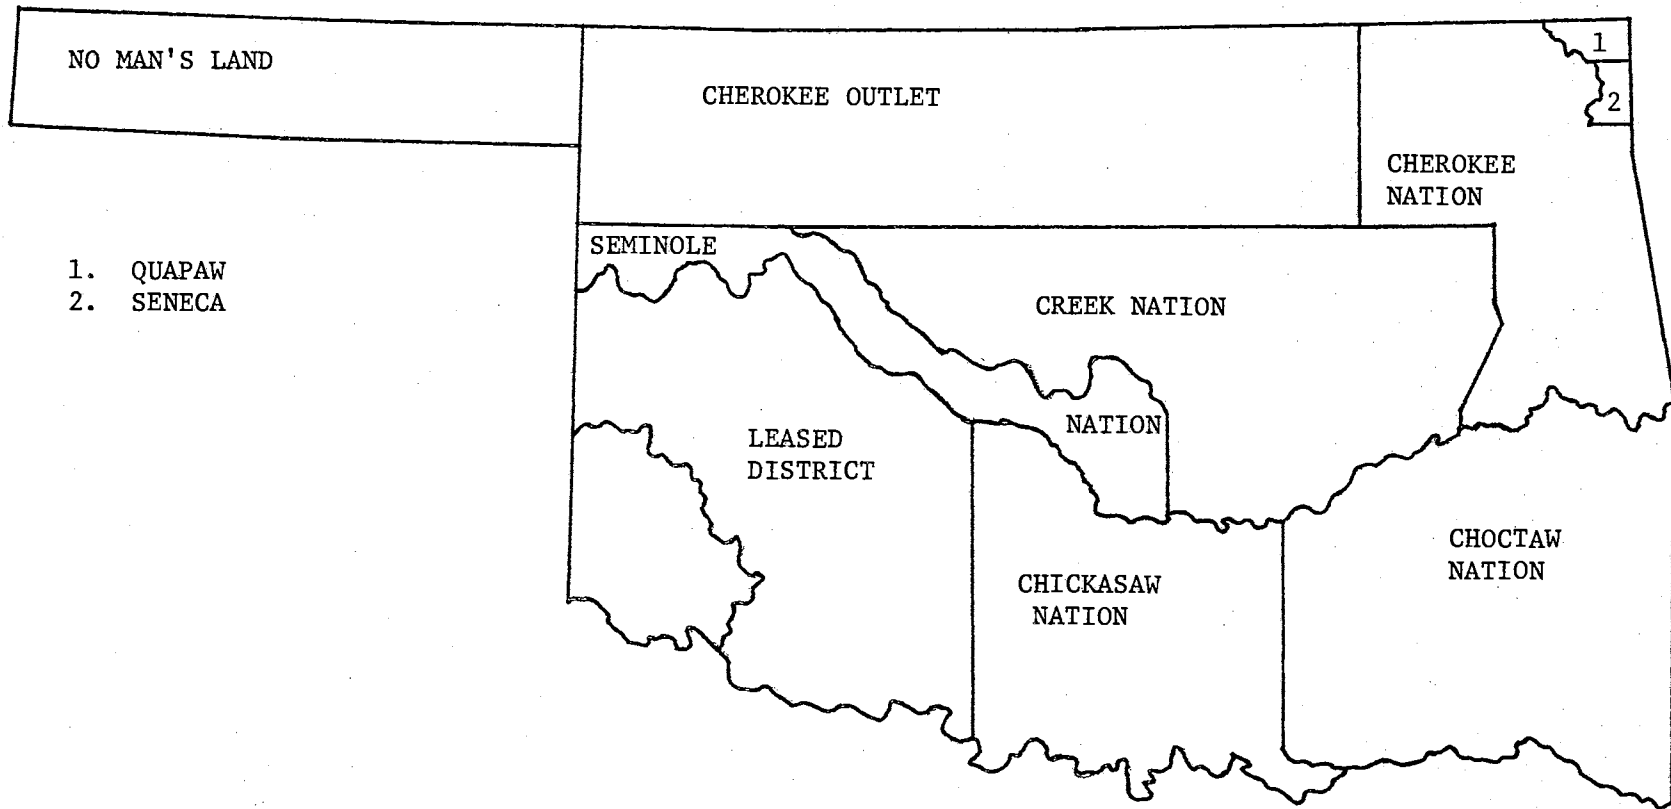 NO MAN'S LAND
CHEROKEE OUTLET
1
2
CHEROKEE
NATION
SEMINOLE
NATION
1. QUAPAW
2. SENECA
CREEK NATION
LEASED
DISTRICT
CHICKASAW
NATION
CHOCTAW
NATION